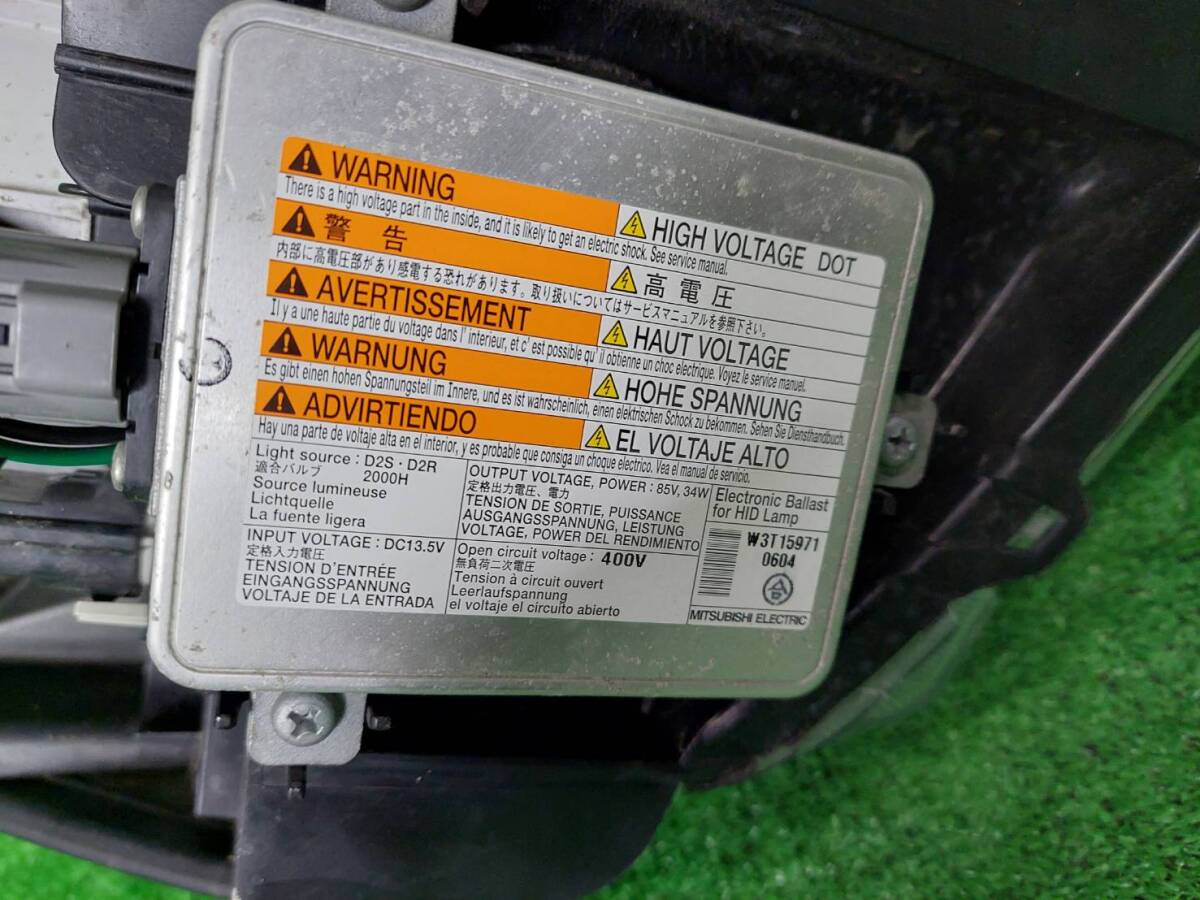 WARNING
There is a high voltage part in the inside, and it is likely to get an electric shock. See service manual.
HIGH VOLTAGE DOT
警 告
内部に高電圧部があり感電する恐れがあります。取り扱いについてはサービスマニュアルを参照下さい。
高 電 圧
AVERTISSEMENT
Il y a une haute partie du voltage dans l' interieur, et c' est possible qu' il obtienne un choc electrique. Voyez le service manuel.
HAUT VOLTAGE
WARNUNG
Es gibt einen hohen Spannungsteil im Innere, und es ist wahrscheinlich, einen elektrischen Schock zu bekommen. Sehen Sie Diensthandbuch.
HOHE SPANNUNG
ADVIRTIENDO
Hay una parte de voltaje alta en el interior, y es probable que consiga un choque electrico. Vea el manual de servicio.
EL VOLTAJE ALTO
Light source : D2S · D2R
適合バルブ 2000H
Source lumineuse
Lichtquelle
La fuente ligera
OUTPUT VOLTAGE, POWER : 85V, 34W
定格出力電圧、電力
TENSION DE SORTIE, PUISSANCE
AUSGANGSSPANNUNG, LEISTUNG
VOLTAGE, POWER DEL RENDIMIENTO
Electronic Ballast
for HID Lamp
INPUT VOLTAGE : DC13.5V
定格入力電圧
TENSION D'ENTRÉE
EINGANGSSPANNUNG
VOLTAJE DE LA ENTRADA
Open circuit voltage : 400V
無負荷二次電圧
Tension à circuit ouvert
Leerlaufspannung
el voltaje el circuito abierto
W3T15971
0604
MITSUBISHI ELECTRIC